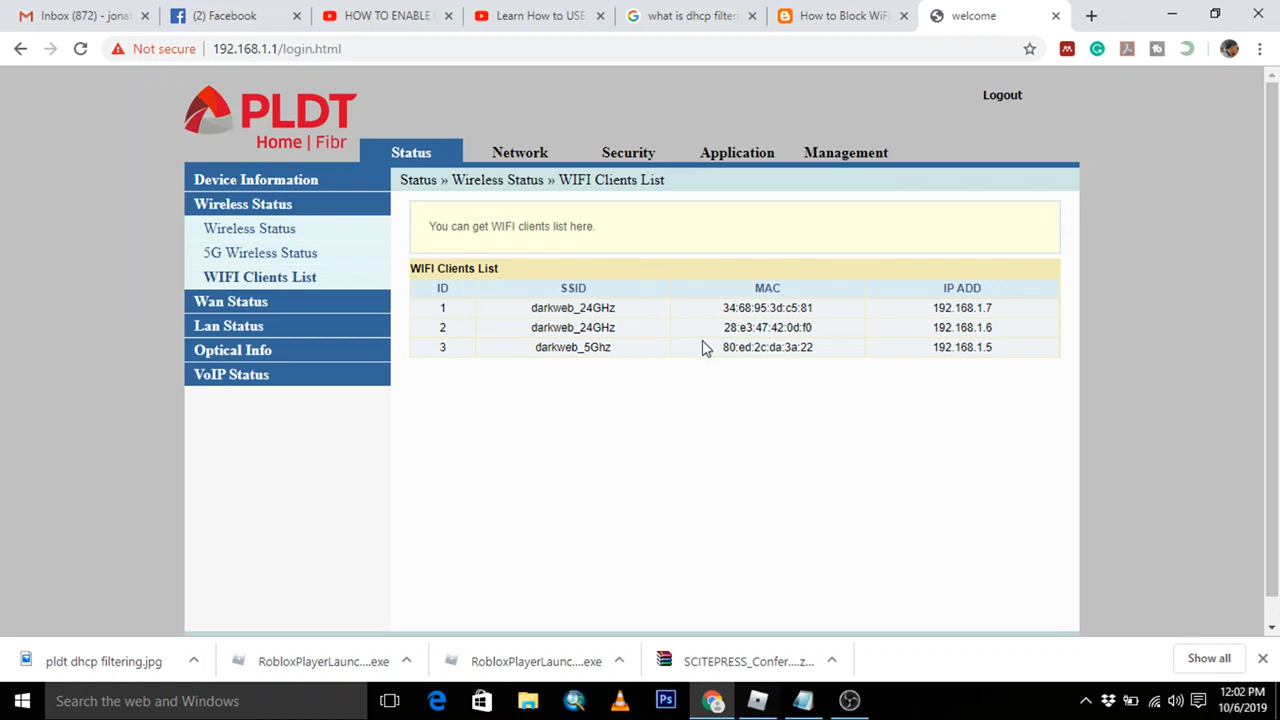 Inbox (872) - jona
(2) Facebook
HOW TO ENABLE
Learn How to USE
what is dhcp filteri
How to Block WiF
welcome
Not secure
192.168.1.1/login.html
PLDT
Home | Fibr
Logout
Status
Network
Security
Application
Management
Device Information
Wireless Status
Wireless Status
5G Wireless Status
WIFI Clients List
Wan Status
Lan Status
Optical Info
VoIP Status
Status » Wireless Status » WIFI Clients List
You can get WIFI clients list here.
WIFI Clients List
ID SSID MAC IP ADD
1 darkweb_24GHz 34:68:95:3d:c5:81 192.168.1.7
2 darkweb_24GHz 28:e3:47:42:0d:f0 192.168.1.6
3 darkweb_5Ghz 80:ed:2c:da:3a:22 192.168.1.5
pldt dhcp filtering.jpg
RobloxPlayerLaunc....exe
RobloxPlayerLaunc....exe
SCITEPRESS_Confer....z...
Show all
Search the web and Windows
Ps
12:02 PM
10/6/2019